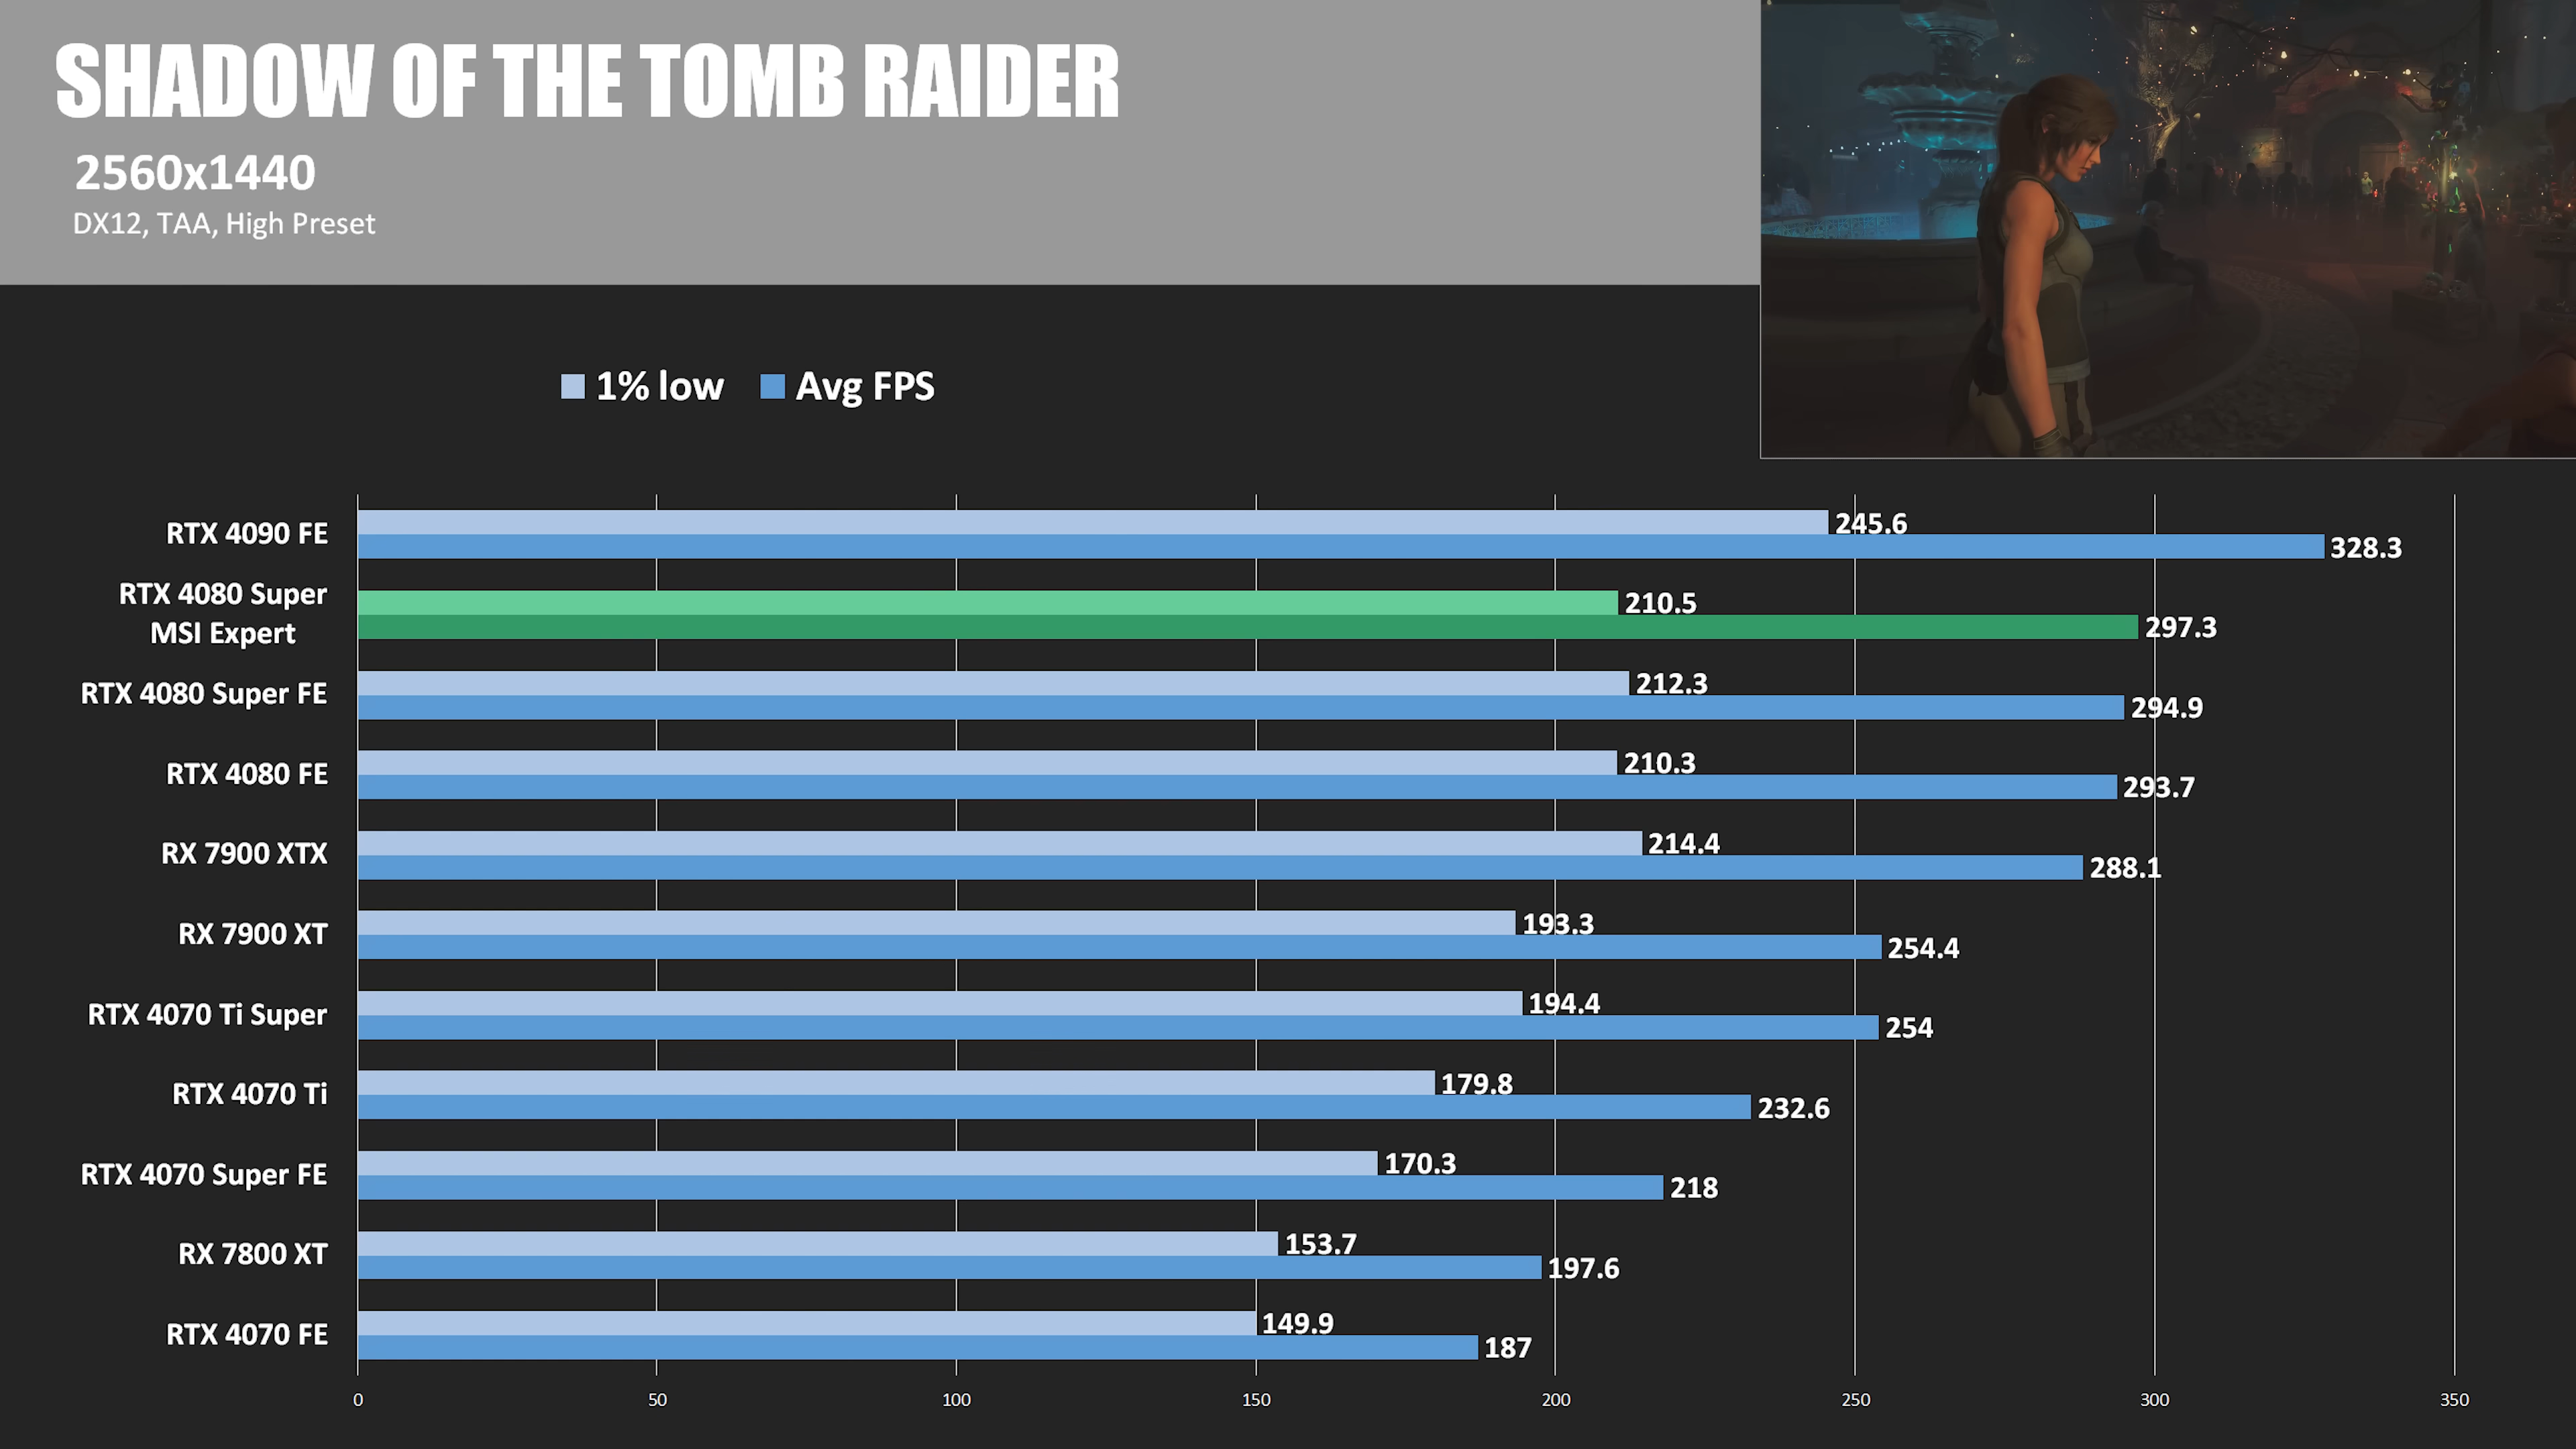 SHADOW OF THE TOMB RAIDER
2560x1440
DX12, TAA, High Preset
1% low Avg FPS
RTX 4090 FE 245.6
328.3
RTX 4080 Super
MSI Expert
210.5
297.3
RTX 4080 Super FE 212.3
294.9
RTX 4080 FE 210.3
293.7
RX 7900 XTX 214.4
288.1
RX 7900 XT 193.3
254.4
RTX 4070 Ti Super 194.4
254
RTX 4070 Ti 179.8
232.6
RTX 4070 Super FE 170.3
218
RX 7800 XT 153.7
197.6
RTX 4070 FE 149.9
187
0 50 100 150 200 250 300 350